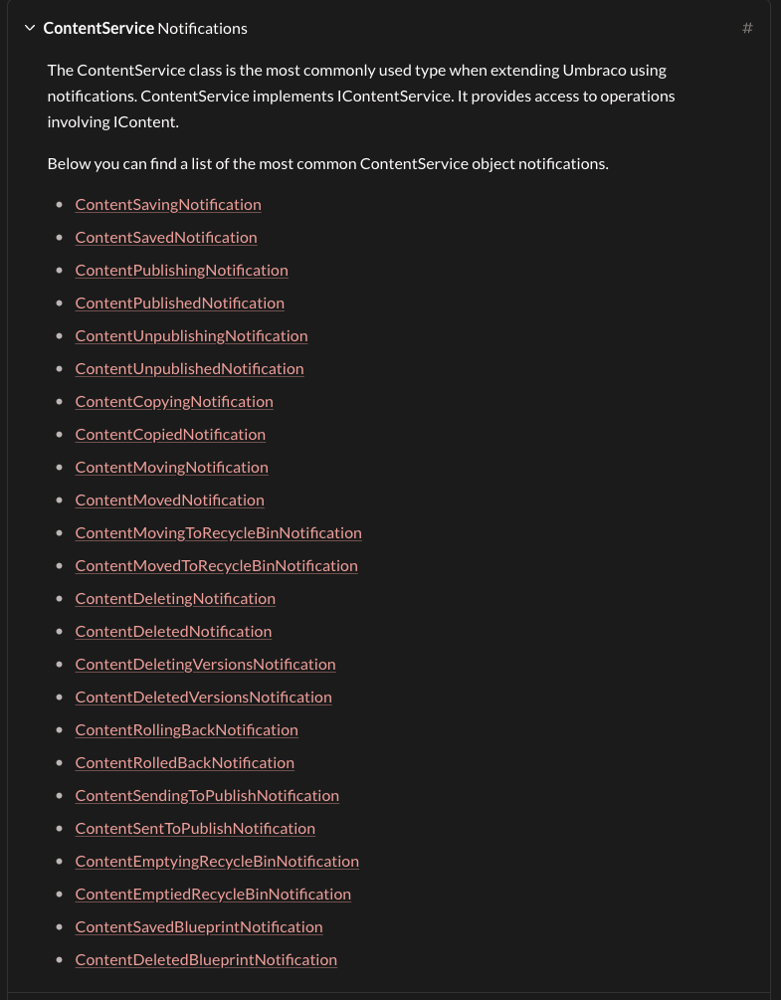 ContentService Notifications #
The ContentService class is the most commonly used type when extending Umbraco using
notifications. ContentService implements IContentService. It provides access to operations
involving IContent.
Below you can find a list of the most common ContentService object notifications.
• ContentSavingNotification
• ContentSavedNotification
• ContentPublishingNotification
• ContentPublishedNotification
• ContentUnpublishingNotification
• ContentUnpublishedNotification
• ContentCopyingNotification
• ContentCopiedNotification
• ContentMovingNotification
• ContentMovedNotification
• ContentMovingToRecycleBinNotification
• ContentMovedToRecycleBinNotification
• ContentDeletingNotification
• ContentDeletedNotification
• ContentDeletingVersionsNotification
• ContentDeletedVersionsNotification
• ContentRollingBackNotification
• ContentRolledBackNotification
• ContentSendingToPublishNotification
• ContentSentToPublishNotification
• ContentEmptyingRecycleBinNotification
• ContentEmptiedRecycleBinNotification
• ContentSavedBlueprintNotification
• ContentDeletedBlueprintNotification